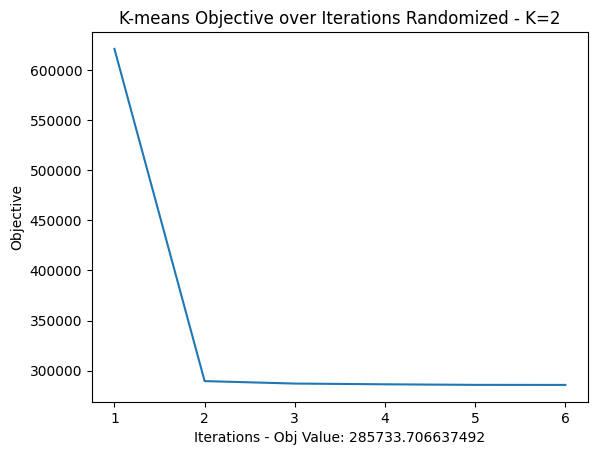 K-means Objective over Iterations Randomized - K=2
600000
550000
500000
450000
400000
350000
300000
Objective
1 2 3 4 5 6
Iterations - Obj Value: 285733.706637492